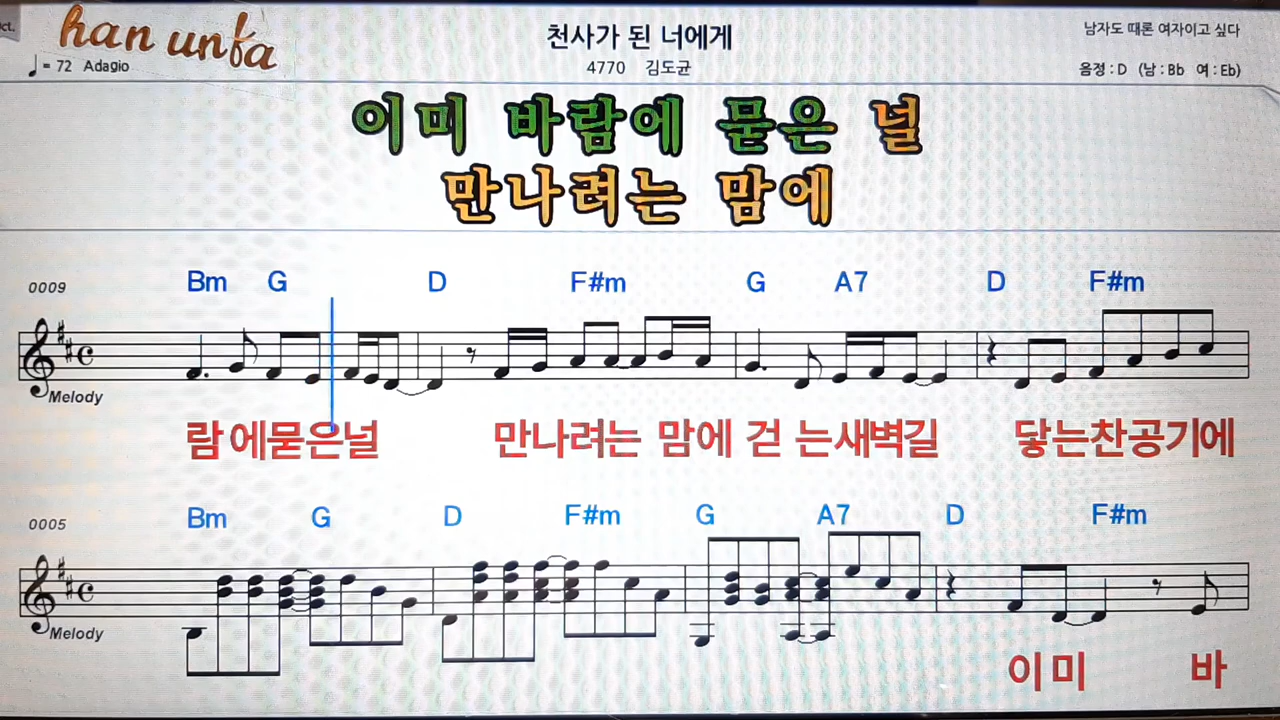 ct.
han unfa
천사가 된 너에게
남자도 때론 여자이고 싶다
= 72 Adagio
4770 김도균
음정 : D (남 : Bb 여 : Eb)
이미 바람에 묻은 널
만나려는 맘에
0009
Bm G D F#m G A7 D F#m
Melody
람에묻은널 만나려는 맘에 걷 는새벽길 닿는찬공기에
0005
Bm G D F#m G A7 D F#m
Melody
이미 바